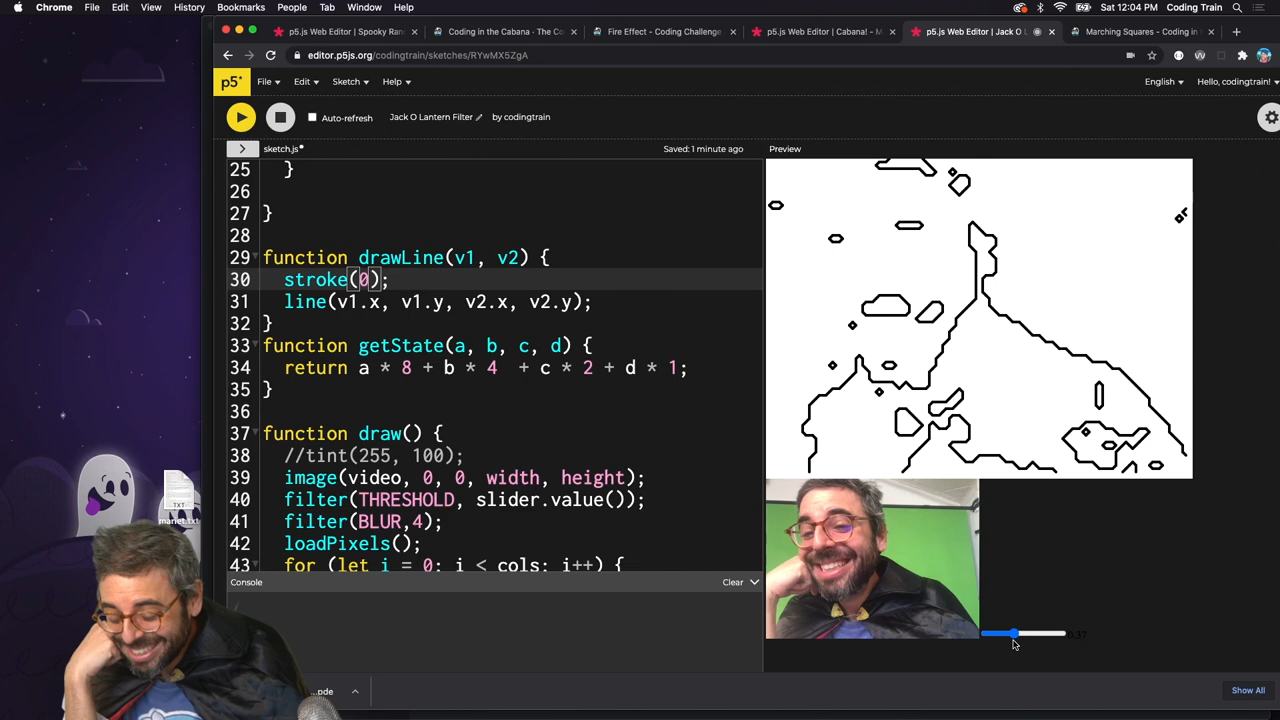 Chrome File Edit View History Bookmarks People Tab Window Help
Sat 12:04 PM Coding Train
p5.js Web Editor | Spooky Ran
Coding in the Cabana - The Co
Fire Effect - Coding Challenge
p5.js Web Editor | Cabana! - M
p5.js Web Editor | Jack O L
Marching Squares - Coding in
editor.p5js.org/codingtrain/sketches/RYwMX5ZgA
p5* File Edit Sketch Help English Hello, codingtrain!
Auto-refresh Jack O Lantern Filter by codingtrain
sketch.js Saved: 1 minute ago Preview
25 }
26
27 }
28
29 function drawLine(v1, v2) {
30 stroke(0);
31 line(v1.x, v1.y, v2.x, v2.y);
32 }
33 function getState(a, b, c, d) {
34 return a * 8 + b * 4 + c * 2 + d * 1;
35 }
36
37 function draw() {
38 //tint(255, 100);
39 image(video, 0, 0, width, height);
40 filter(THRESHOLD, slider.value());
41 filter(BLUR,4);
42 loadPixels();
43 for (let i = 0; i < cols; i++) {
Console Clear
TXT
manet.txt
0.37
...pde
Show All